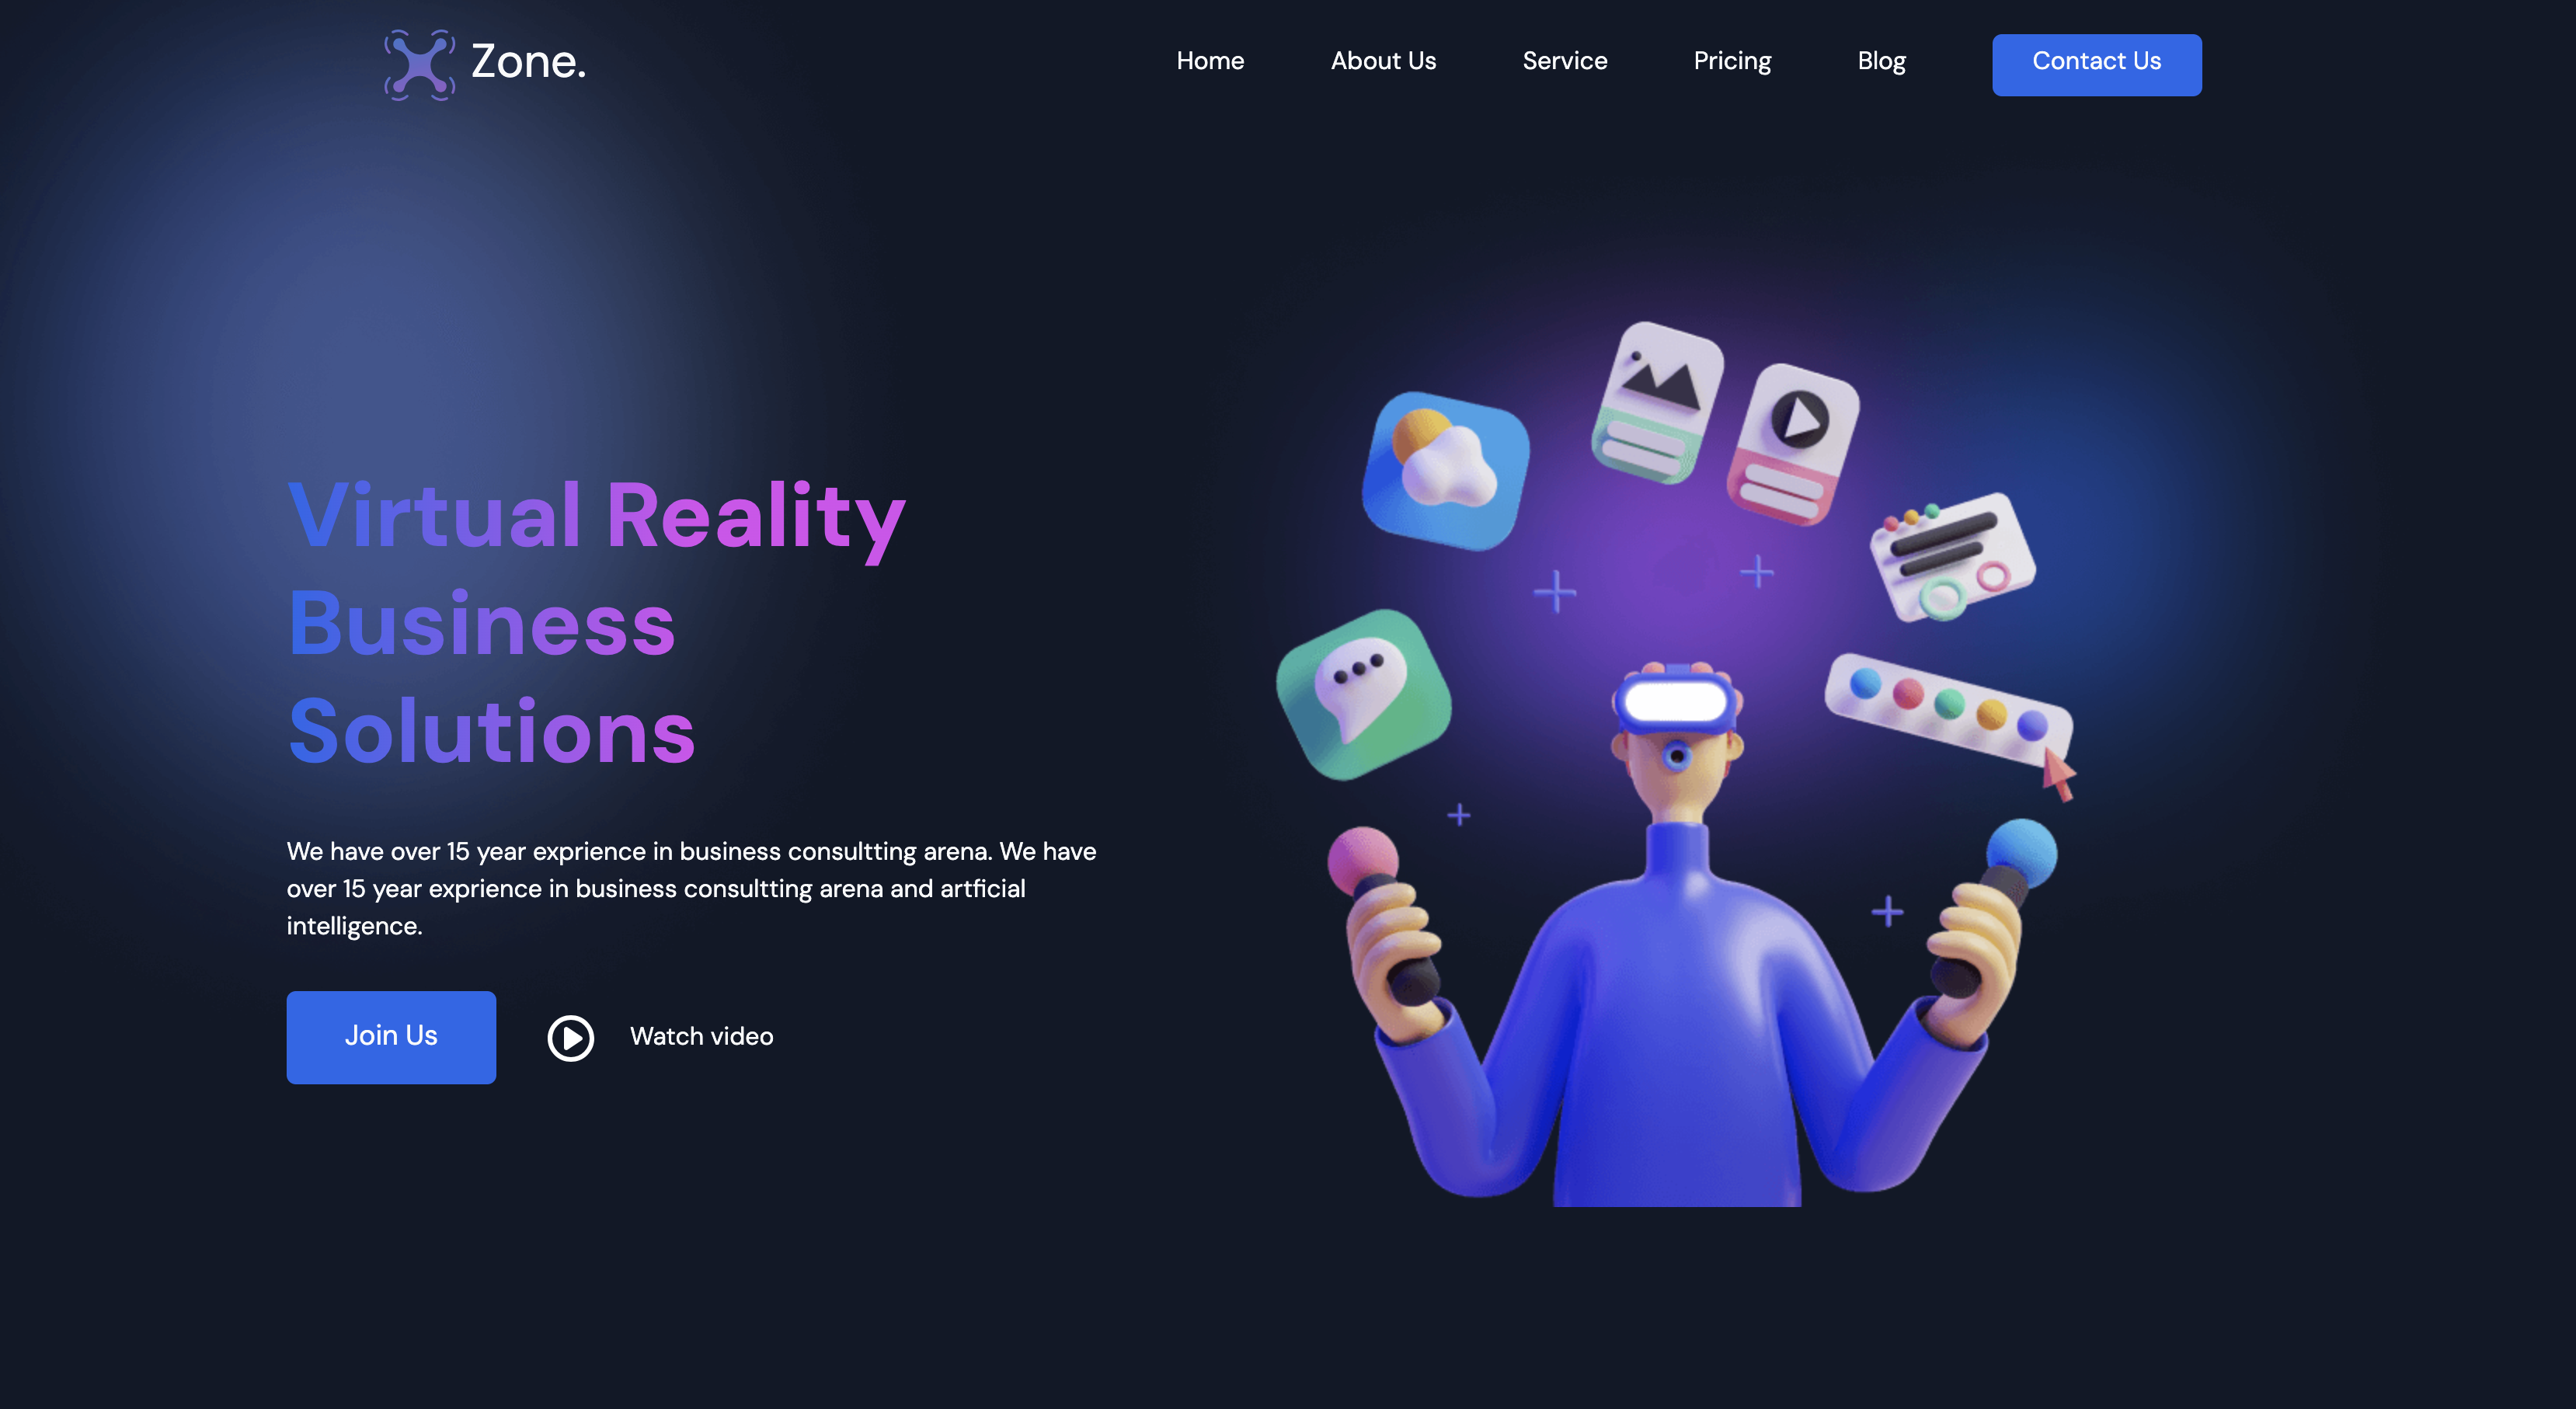 Zone.
Home
About Us
Service
Pricing
Blog
Contact Us
Virtual Reality
Business
Solutions
We have over 15 year exprience in business consultting arena. We have
over 15 year exprience in business consultting arena and artficial
intelligence.
Join Us
Watch video